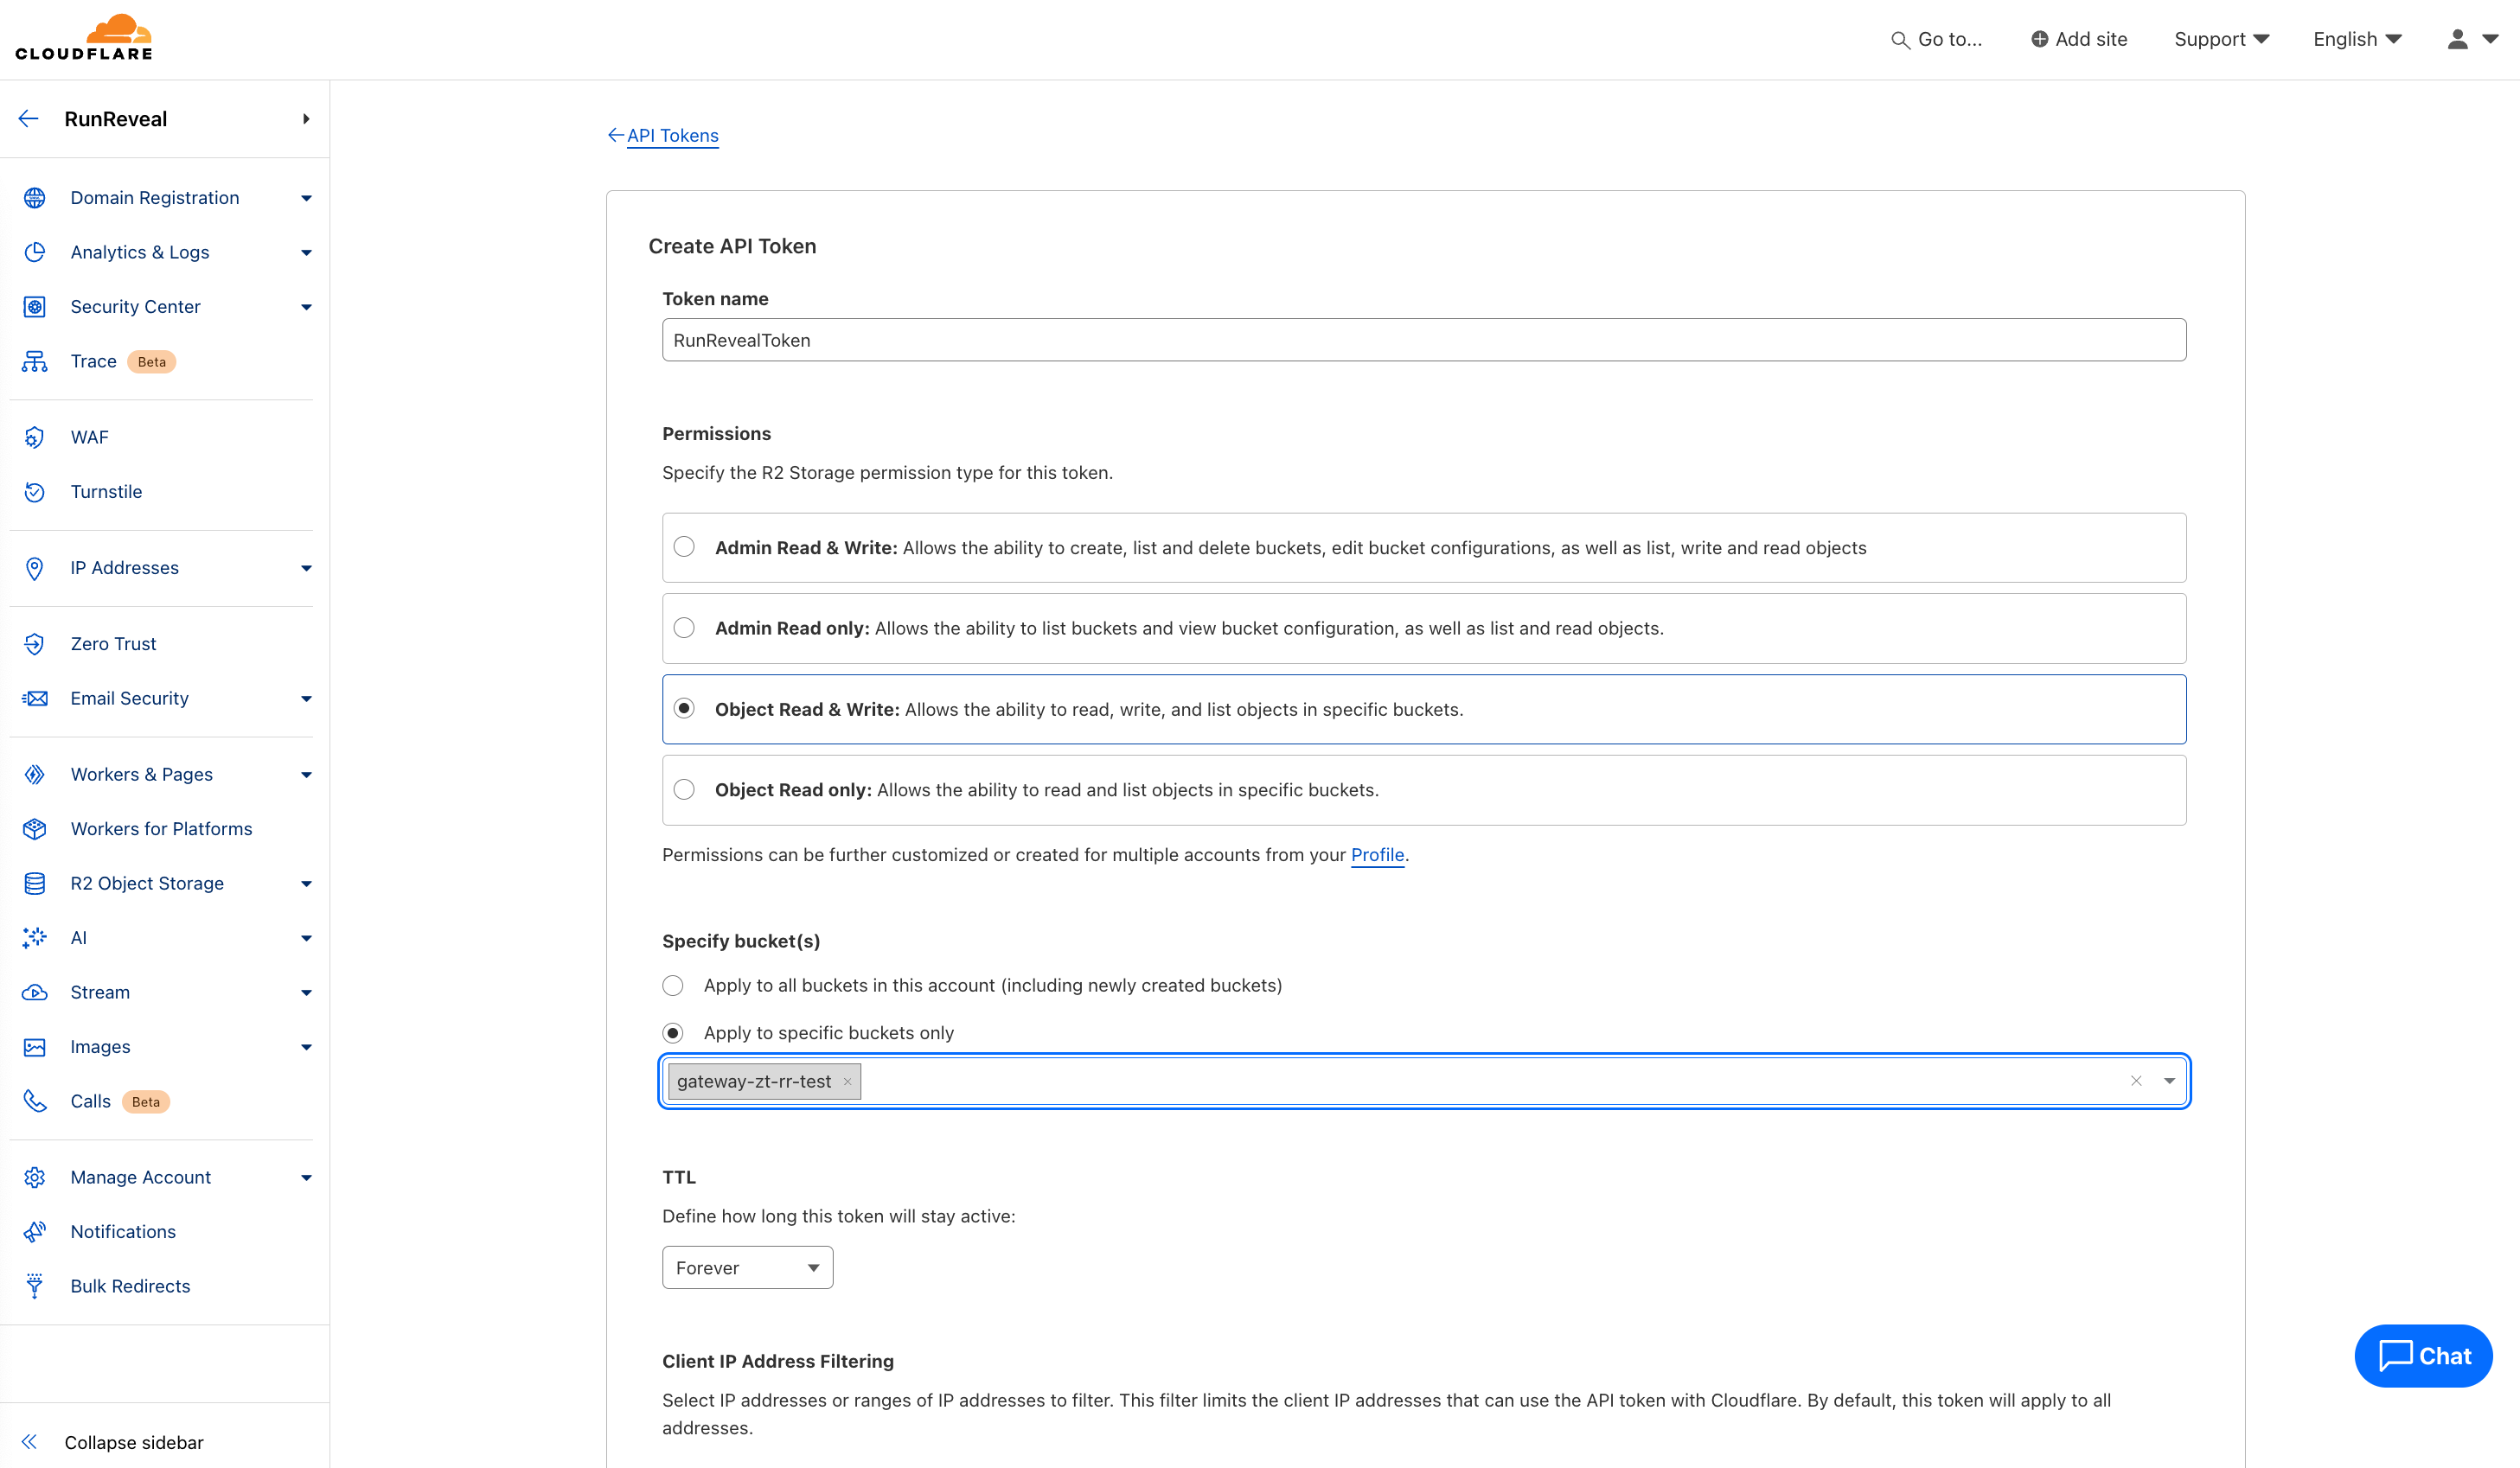 CLOUDFLARE
Go to...
Add site
Support
English
RunReveal
Domain Registration
Analytics & Logs
Security Center
Trace Beta
WAF
Turnstile
IP Addresses
Zero Trust
Email Security
Workers & Pages
Workers for Platforms
R2 Object Storage
AI
Stream
Images
Calls Beta
Manage Account
Notifications
Bulk Redirects
Collapse sidebar
API Tokens
Create API Token
Token name
RunRevealToken
Permissions
Specify the R2 Storage permission type for this token.
Admin Read & Write: Allows the ability to create, list and delete buckets, edit bucket configurations, as well as list, write and read objects
Admin Read only: Allows the ability to list buckets and view bucket configuration, as well as list and read objects.
Object Read & Write: Allows the ability to read, write, and list objects in specific buckets.
Object Read only: Allows the ability to read and list objects in specific buckets.
Permissions can be further customized or created for multiple accounts from your Profile.
Specify bucket(s)
Apply to all buckets in this account (including newly created buckets)
Apply to specific buckets only
gateway-zt-rr-test ×
TTL
Define how long this token will stay active:
Forever
Client IP Address Filtering
Select IP addresses or ranges of IP addresses to filter. This filter limits the client IP addresses that can use the API token with Cloudflare. By default, this token will apply to all
addresses.
Chat